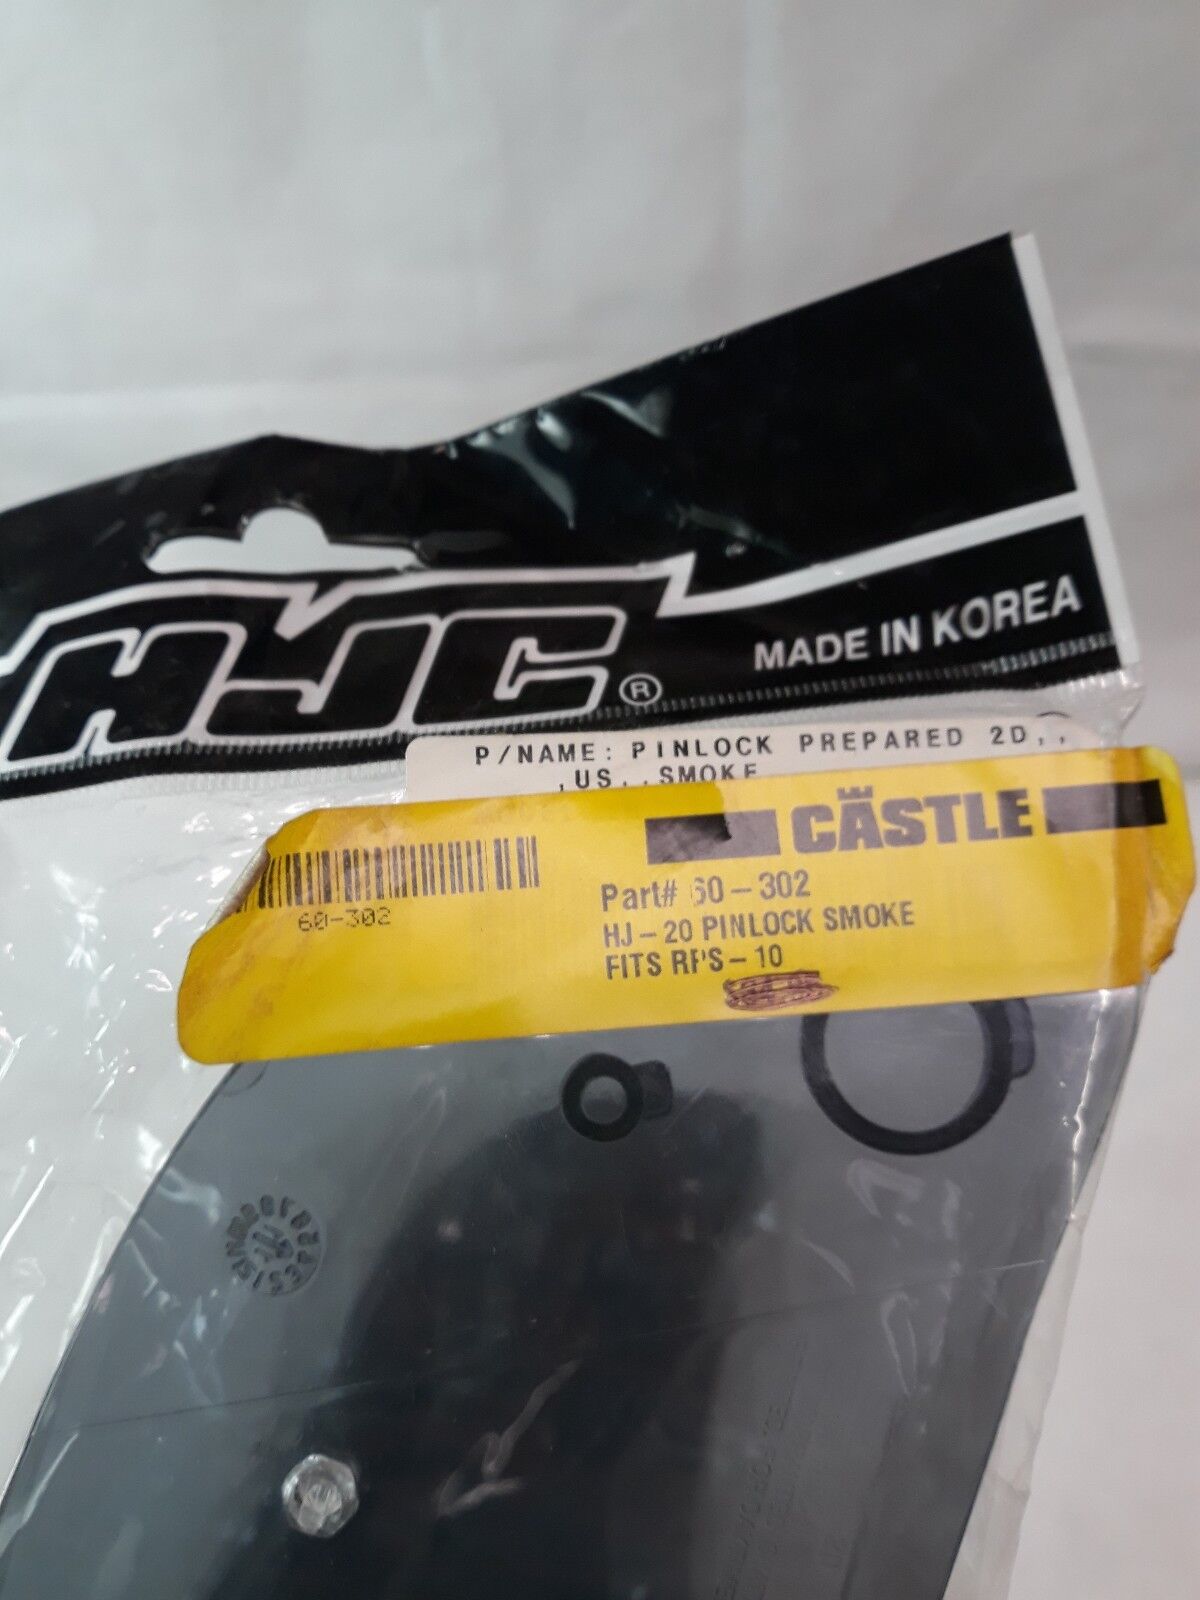 HJC®
MADE IN KOREA
P/NAME: PINLOCK PREPARED 2D,,
,US,,SMOKE
CASTLE
60-302
Part# 60-302
HJ-20 PINLOCK SMOKE
FITS RPS-10